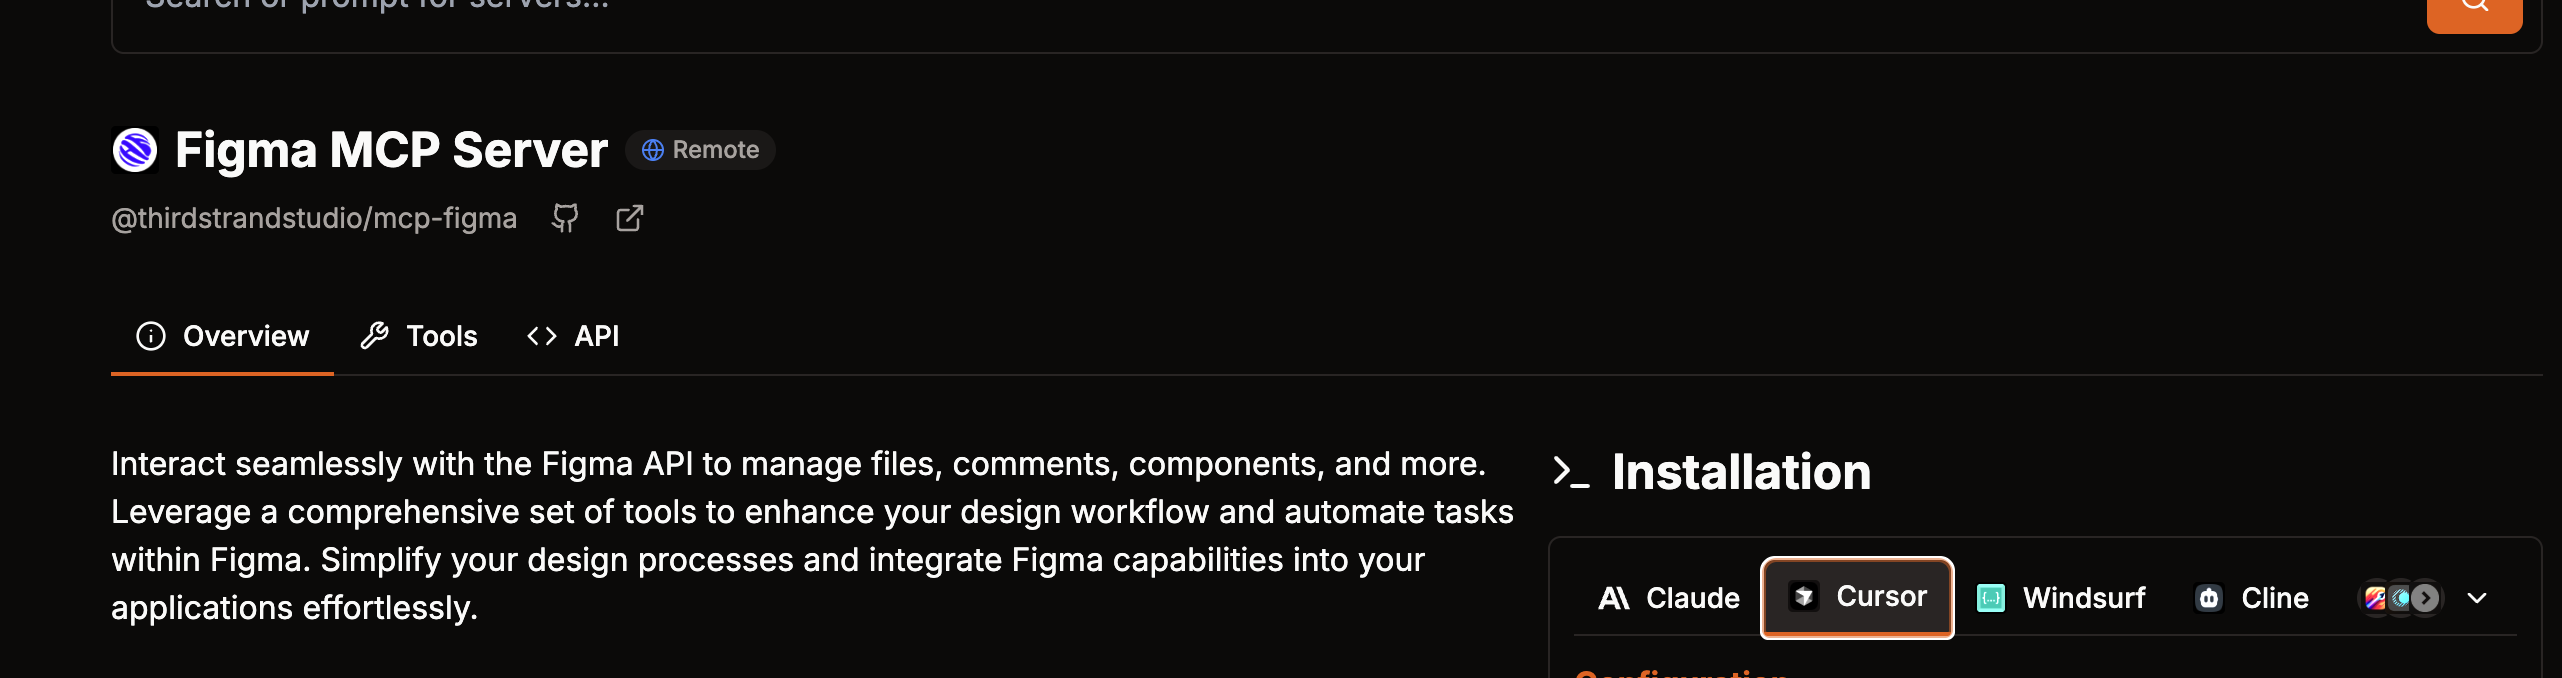 Search or prompt for servers...
Figma MCP Server
Remote
@thirdstrandstudio/mcp-figma
Overview
Tools
API
Interact seamlessly with the Figma API to manage files, comments, components, and more.
Leverage a comprehensive set of tools to enhance your design workflow and automate tasks
within Figma. Simplify your design processes and integrate Figma capabilities into your
applications effortlessly.
>_ Installation
Claude
Cursor
Windsurf
Cline
Configuration